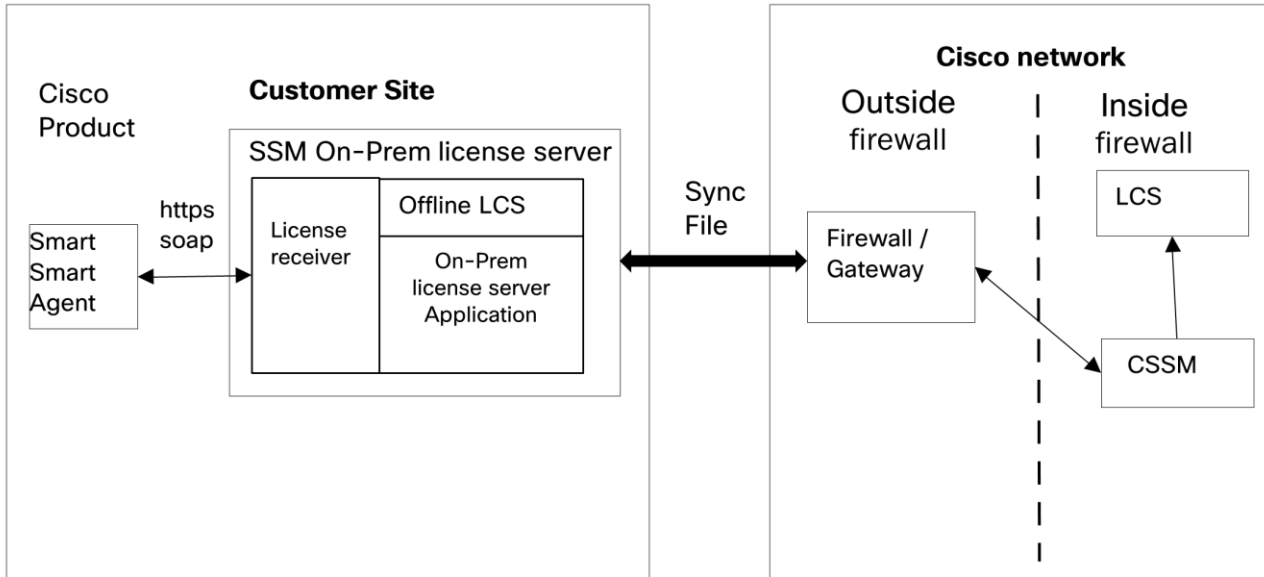 Cisco
Product
Customer Site
SSM On-Prem license server
https
soap
Smart
Smart
Agent
License
receiver
Offline LCS
On-Prem
license server
Application
Sync
File
Cisco network
Outside
firewall
Inside
firewall
Firewall /
Gateway
LCS
CSSM